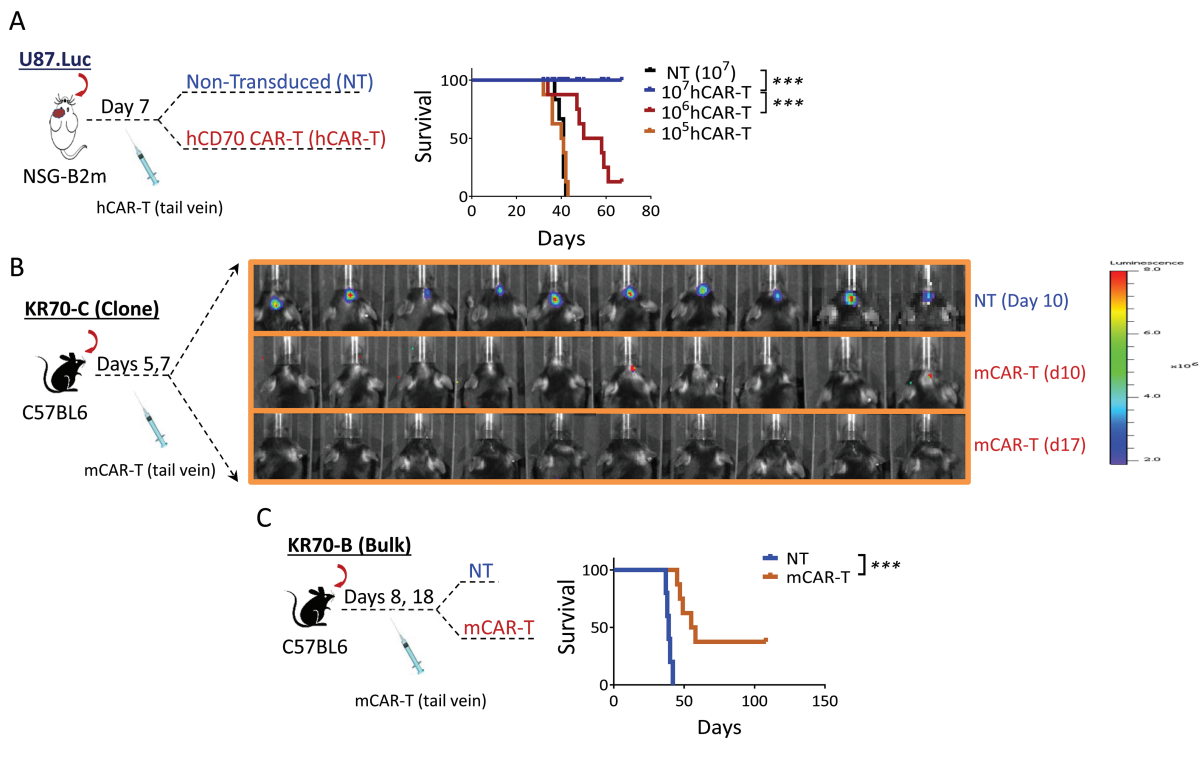 A
U87.Luc
Day 7
Non-Transduced (NT)
hCD70 CAR-T (hCAR-T)
NSG-B2m
hCAR-T (tail vein)
Survival
100
50
0
0 20 40 60 80
Days
NT (10⁷)
10⁷hCAR-T
10⁶hCAR-T
10⁵hCAR-T
***
***
B
KR70-C (Clone)
Days 5,7
C57BL6
mCAR-T (tail vein)
NT (Day 10)
mCAR-T (d10)
mCAR-T (d17)
Luminescence
8.0
6.0
x10⁶
4.0
2.0
C
KR70-B (Bulk)
Days 8, 18
NT
mCAR-T
C57BL6
mCAR-T (tail vein)
Survival
100
50
0
0 50 100 150
Days
NT
mCAR-T
***